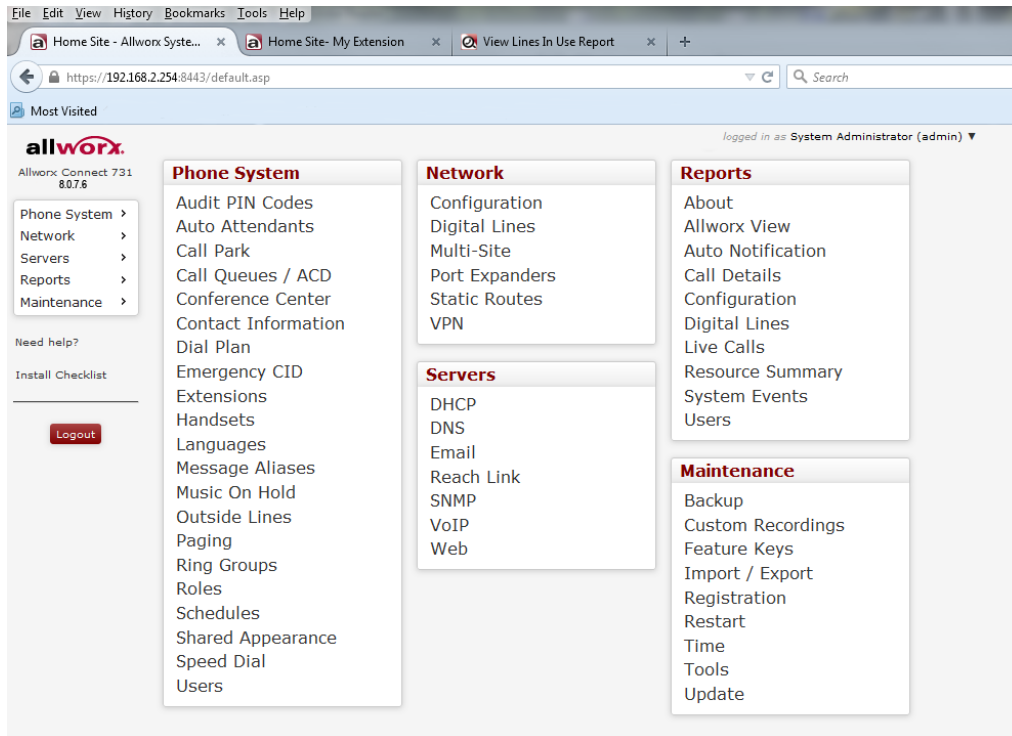 File Edit View History Bookmarks Tools Help
Home Site - Allworx Syste... × Home Site- My Extension × View Lines In Use Report × +
https://192.168.2.254:8443/default.asp Search
Most Visited
logged in as System Administrator (admin) ▼
allworx.
Allworx Connect 731
8.0.7.6
Phone System >
Network >
Servers >
Reports >
Maintenance >
Need help?
Install Checklist
Logout
Phone System
Audit PIN Codes
Auto Attendants
Call Park
Call Queues / ACD
Conference Center
Contact Information
Dial Plan
Emergency CID
Extensions
Handsets
Languages
Message Aliases
Music On Hold
Outside Lines
Paging
Ring Groups
Roles
Schedules
Shared Appearance
Speed Dial
Users
Network
Configuration
Digital Lines
Multi-Site
Port Expanders
Static Routes
VPN
Servers
DHCP
DNS
Email
Reach Link
SNMP
VoIP
Web
Reports
About
Allworx View
Auto Notification
Call Details
Configuration
Digital Lines
Live Calls
Resource Summary
System Events
Users
Maintenance
Backup
Custom Recordings
Feature Keys
Import / Export
Registration
Restart
Time
Tools
Update